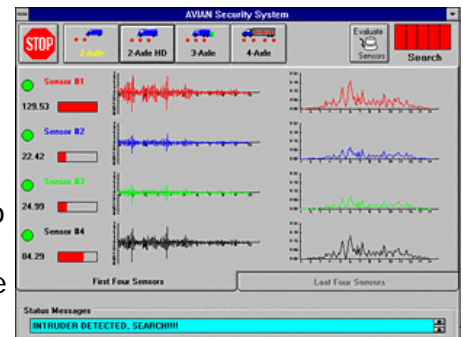 AVIAN Security System
STOP
2-Axle
2-Axle HD
3-Axle
4-Axle
Evaluate
Sensors
Search
Sensor #1
129.53
Sensor #2
22.42
Sensor #3
24.99
Sensor #4
84.29
First Four Sensors
Last Four Sensors
Status Messages
INTRUDER DETECTED, SEARCH!!!!